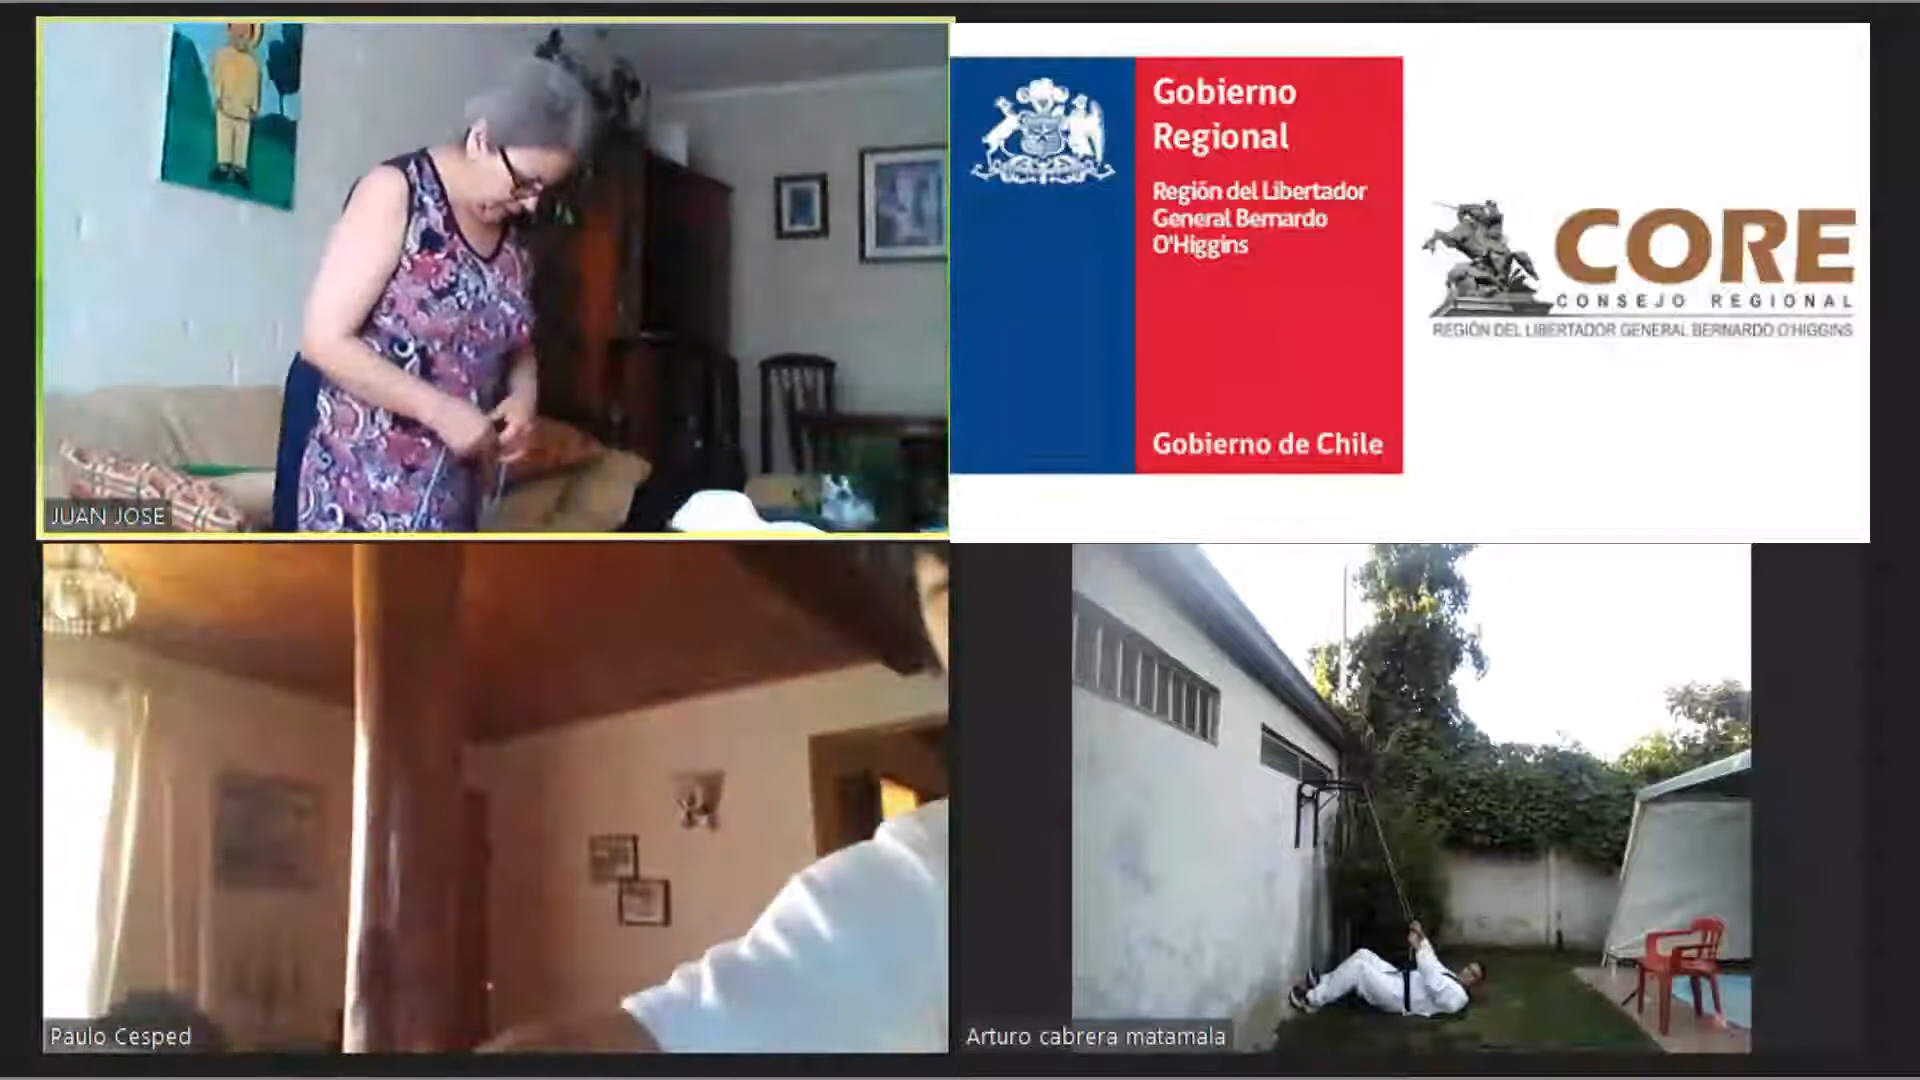 JUAN JOSE
Gobierno
Regional
Región del Libertador
General Bernardo
O'Higgins
Gobierno de Chile
CORE
CONSEJO REGIONAL
REGIÓN DEL LIBERTADOR GENERAL BERNARDO O'HIGGINS
Paulo Cesped
Arturo cabrera matamala